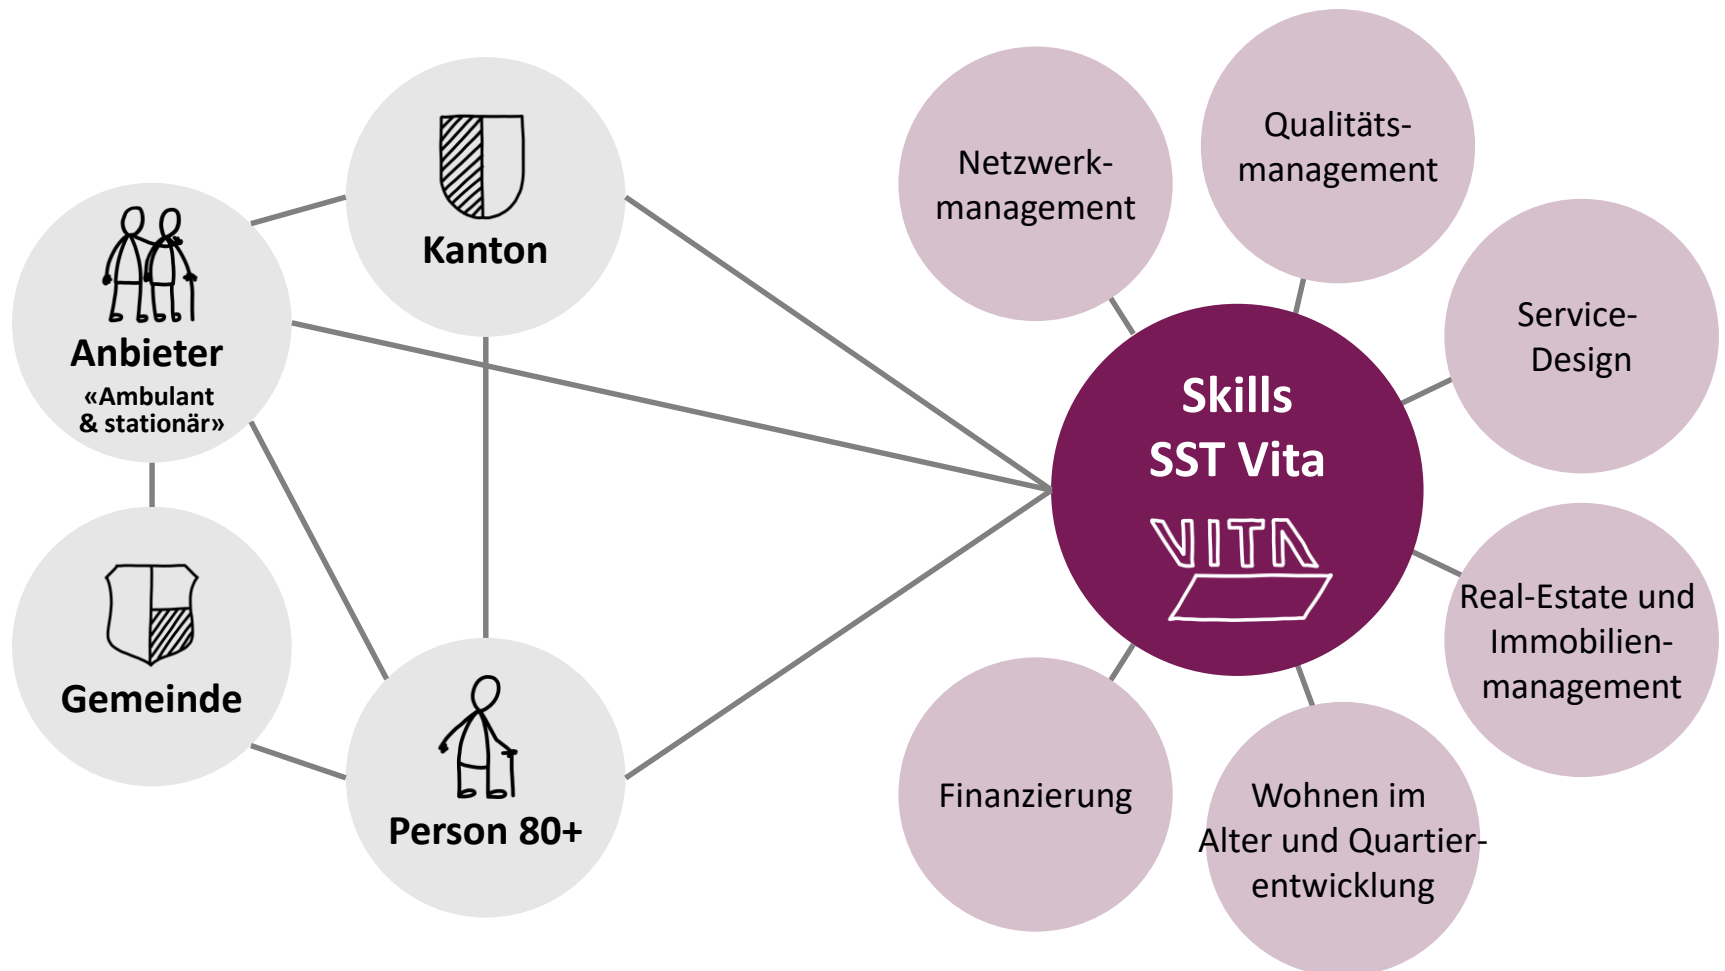 Kanton
Anbieter
«Ambulant
& stationär»
Gemeinde
Person 80+
Netzwerk-
management
Qualitäts-
management
Service-
Design
Skills
SST Vita
VITA
Real-Estate und
Immobilien-
management
Finanzierung
Wohnen im
Alter und Quartier-
entwicklung